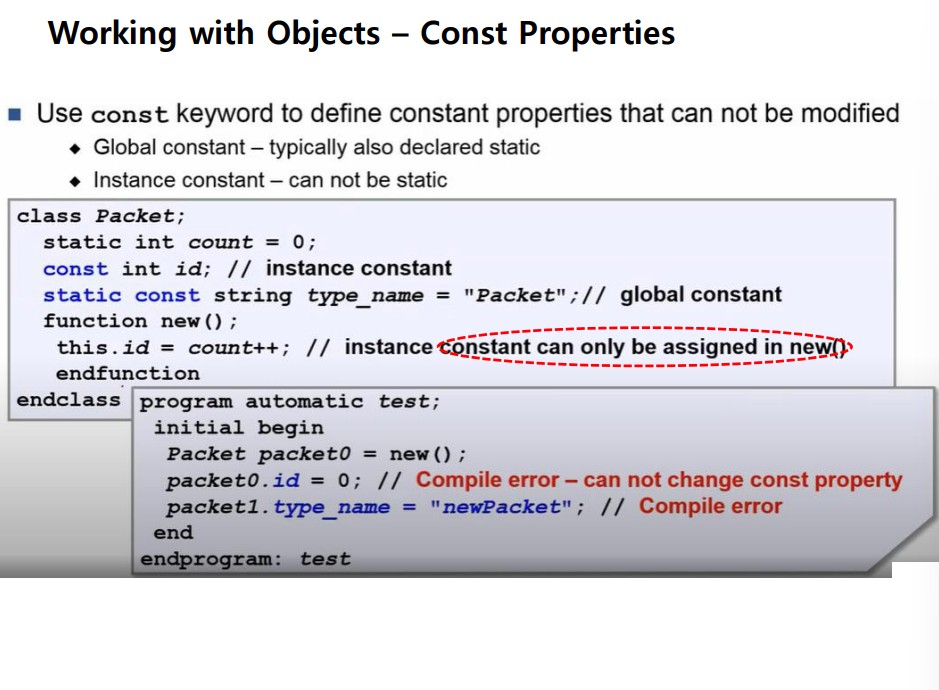 Working with Objects – Const Properties
Use const keyword to define constant properties that can not be modified
Global constant – typically also declared static
Instance constant – can not be static
class Packet;
static int count = 0;
const int id; // instance constant
static const string type_name = "Packet";// global constant
function new();
this.id = count++; // instance constant can only be assigned in new()
endfunction
endclass
program automatic test;
initial begin
Packet packet0 = new();
packet0.id = 0; // Compile error – can not change const property
packet1.type_name = "newPacket"; // Compile error
end
endprogram: test